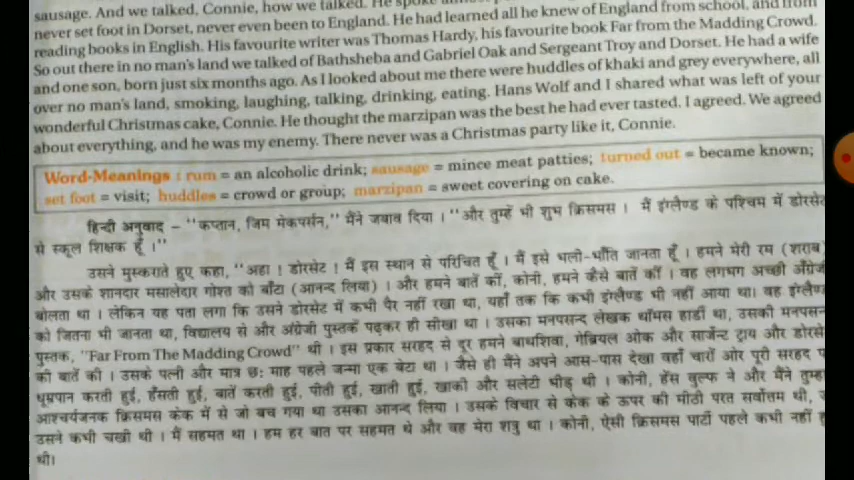 sausage. And we talked, Connie, how we talked. He spoke almost
never set foot in Dorset, never even been to England. He had learned all he knew of England from school, and from
reading books in English. His favourite writer was Thomas Hardy, his favourite book Far from the Madding Crowd.
So out there in no man's land we talked of Bathsheba and Gabriel Oak and Sergeant Troy and Dorset. He had a wife
and one son, born just six months ago. As I looked about me there were huddles of khaki and grey everywhere, all
over no man's land, smoking, laughing, talking, drinking, eating. Hans Wolf and I shared what was left of your
wonderful Christmas cake, Connie. He thought the marzipan was the best he had ever tasted. I agreed. We agreed
about everything, and he was my enemy. There never was a Christmas party like it, Connie.
Word-Meanings : rum = an alcoholic drink; sausage = mince meat patties; turned out = became known;
set foot = visit; huddles = crowd or group; marzipan = sweet covering on cake.
हिन्दी अनुवाद – "कप्तान, जिम मेकपर्सन," मैंने जवाब दिया । "और तुम्हें भी शुभ क्रिसमस । मैं इंग्लैण्ड के पश्चिम में डोरसेट
से स्कूल शिक्षक हूँ ।"
उसने मुस्कराते हुए कहा, "अहा ! डोरसेट ! मैं इस स्थान से परिचित हूँ । मैं इसे भली-भाँति जानता हूँ । हमने मेरी रम (शराब)
और उसके शानदार मसालेदार गोश्त को बाँटा (आनन्द लिया) । और हमने बातें कीं, कोनी, हमने कैसे बातें कीं । वह लगभग अच्छी अँग्रेजी
बोलता था । लेकिन यह पता लगा कि उसने डोरसेट में कभी पैर नहीं रखा था, यहाँ तक कि कभी इंग्लैण्ड भी नहीं आया था। वह इंग्लैण्ड
को जितना भी जानता था, विद्यालय से और अंग्रेजी पुस्तकें पढ़कर ही सीखा था । उसका मनपसन्द लेखक थॉमस हार्डी था, उसकी मनपसन्द
पुस्तक, "Far From The Madding Crowd" थी । इस प्रकार सरहद से दूर हमने बाथशिवा, गेब्रियल ओक और सार्जेन्ट ट्राय और डोरसेट
की बातें की । उसके पत्नी और मात्र छः माह पहले जन्मा एक बेटा था । जैसे ही मैंने अपने आस-पास देखा वहाँ चारों ओर पूरी सरहद
धूम्रपान करती हुई, हँसती हुई, बातें करती हुई, पीती हुई, खाती हुई, खाकी और सलेटी भीड़ थी । कोनी, हँस वुल्फ ने और मैंने
आश्चर्यजनक क्रिसमस केक में से जो बच गया था उसका आनन्द लिया । उसके विचार से केक के ऊपर की मीठी परत सर्वोत्तम थी,
उसने कभी चखी थी । मैं सहमत था । हम हर बात पर सहमत थे और वह मेरा शत्रु था । कोनी, ऐसी क्रिसमस पार्टी पहले कभी नहीं
थी।